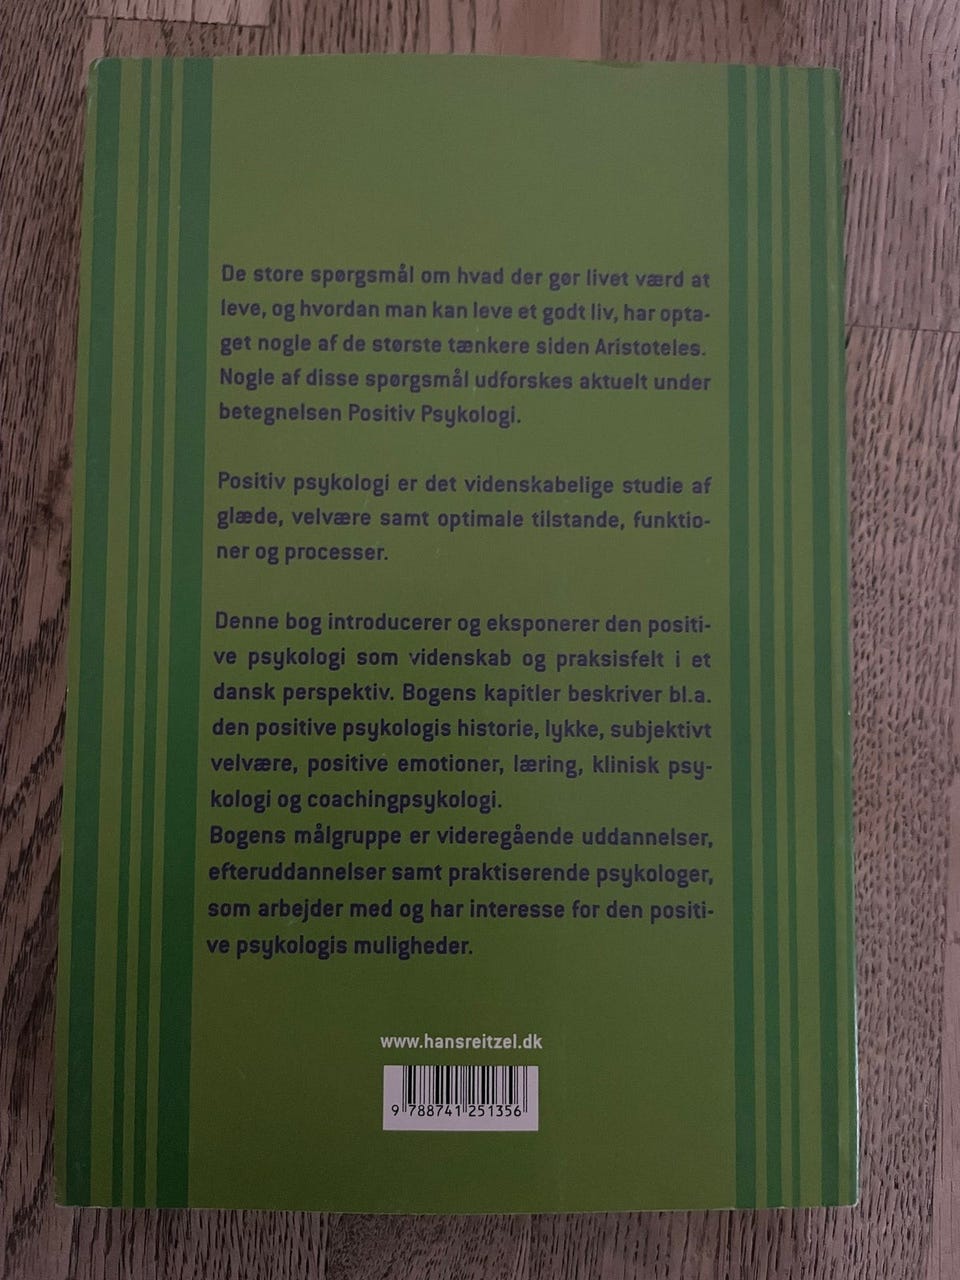 De store spørgsmål om hvad der gør livet værd at
leve, og hvordan man kan leve et godt liv, har opta-
get nogle af de største tænkere siden Aristoteles.
Nogle af disse spørgsmål udforskes aktuelt under
betegnelsen Positiv Psykologi.
Positiv psykologi er det videnskabelige studie af
glæde, velvære samt optimale tilstande, funktio-
ner og processer.
Denne bog introducerer og eksponerer den positi-
ve psykologi som videnskab og praksisfelt i et
dansk perspektiv. Bogens kapitler beskriver bl.a.
den positive psykologis historie, lykke, subjektivt
velvære, positive emotioner, læring, klinisk psy-
kologi og coachingpsykologi.
Bogens målgruppe er videregående uddannelser,
efteruddannelser samt praktiserende psykologer,
som arbejder med og har interesse for den positi-
ve psykologis muligheder.
www.hansreitzel.dk
9 788741 251356